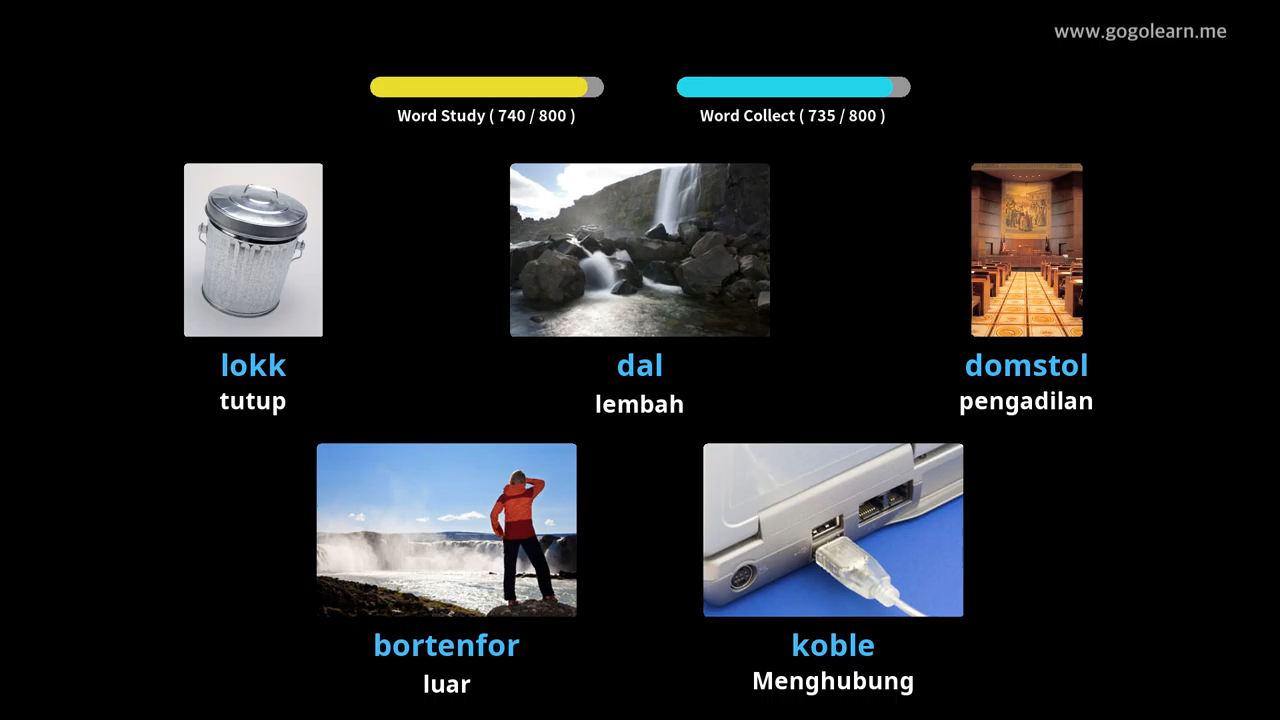 www.gogolearn.me
Word Study ( 740 / 800 )
Word Collect ( 735 / 800 )
lokk
tutup
dal
lembah
domstol
pengadilan
bortenfor
luar
koble
Menghubung